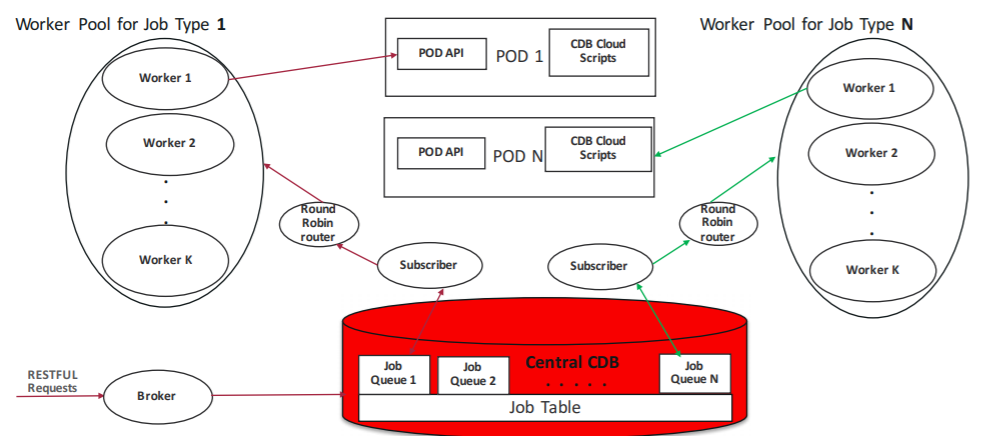 Worker Pool for Job Type 1
Worker 1
Worker 2
.
.
.
Worker K
POD API
POD 1
CDB Cloud
Scripts
POD API
POD N
CDB Cloud
Scripts
Worker Pool for Job Type N
Worker 1
Worker 2
.
.
.
Worker K
Round
Robin
router
Subscriber
Subscriber
Round
Robin
router
Central CDB
Job
Queue 1
Job
Queue 2
. . . . .
Job
Queue N
Job Table
RESTFUL
Requests
Broker